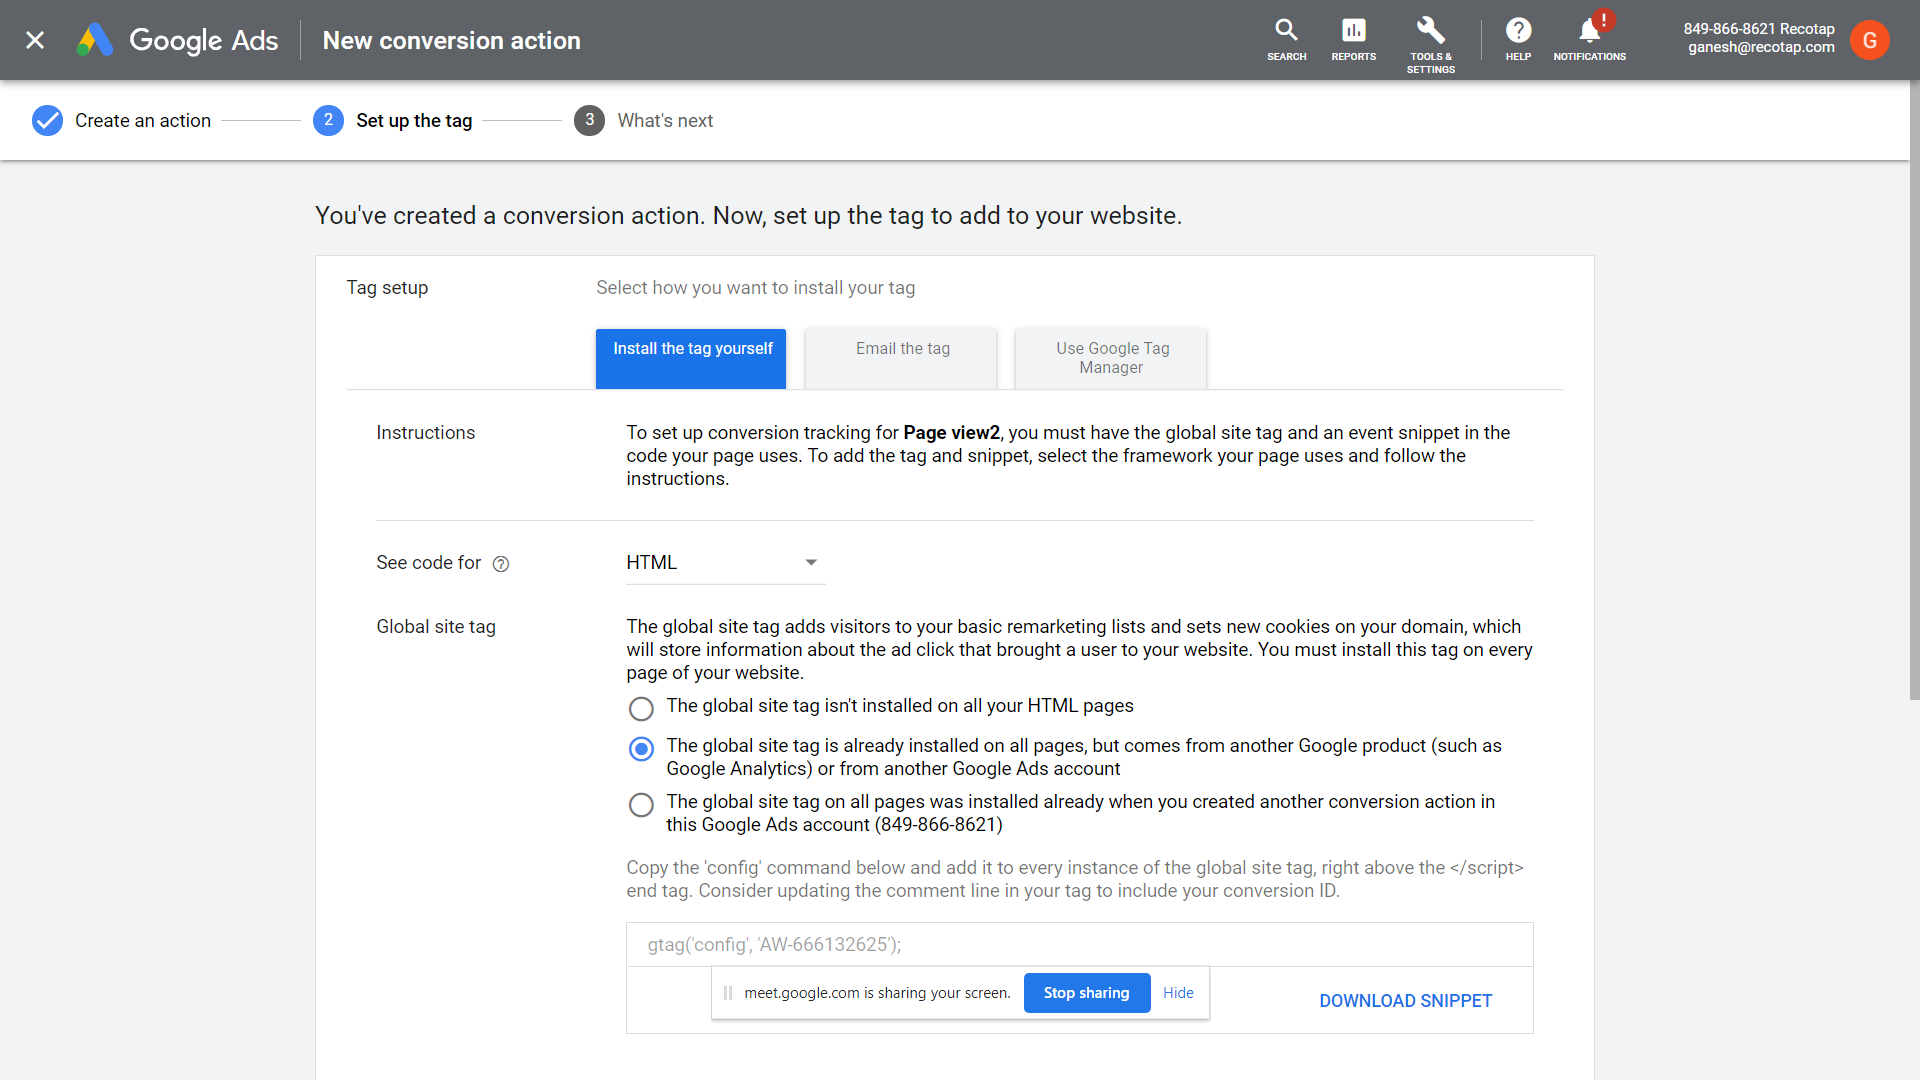 Google Ads
New conversion action
SEARCH
REPORTS
TOOLS &
SETTINGS
HELP
!
NOTIFICATIONS
849-866-8621 Recotap
ganesh@recotap.com
G
Create an action
2
Set up the tag
3
What's next
You've created a conversion action. Now, set up the tag to add to your website.
Tag setup
Select how you want to install your tag
Install the tag yourself
Email the tag
Use Google Tag
Manager
Instructions
To set up conversion tracking for Page view2, you must have the global site tag and an event snippet in the
code your page uses. To add the tag and snippet, select the framework your page uses and follow the
instructions.
See code for ?
HTML
Global site tag
The global site tag adds visitors to your basic remarketing lists and sets new cookies on your domain, which
will store information about the ad click that brought a user to your website. You must install this tag on every
page of your website.
The global site tag isn't installed on all your HTML pages
The global site tag is already installed on all pages, but comes from another Google product (such as
Google Analytics) or from another Google Ads account
The global site tag on all pages was installed already when you created another conversion action in
this Google Ads account (849-866-8621)
Copy the 'config' command below and add it to every instance of the global site tag, right above the </script>
end tag. Consider updating the comment line in your tag to include your conversion ID.
gtag('config', 'AW-666132625');
meet.google.com is sharing your screen.
Stop sharing
Hide
DOWNLOAD SNIPPET